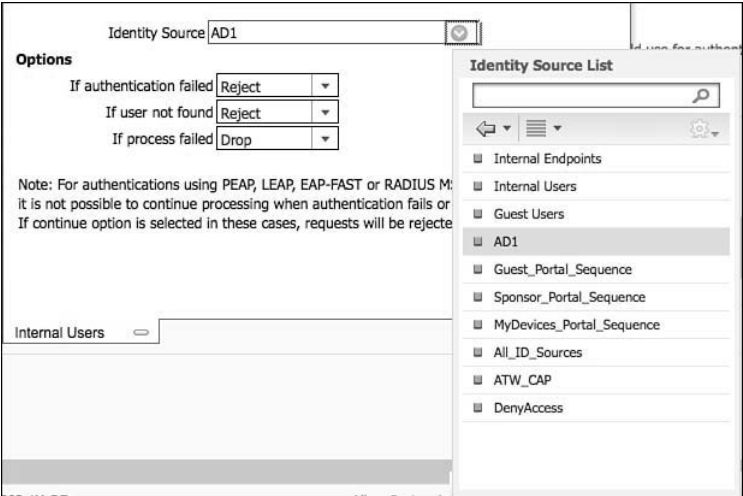 Identity Source AD1
Options
If authentication failed Reject
If user not found Reject
If process failed Drop
Note: For authentications using PEAP, LEAP, EAP-FAST or RADIUS M
it is not possible to continue processing when authentication fails or
If continue option is selected in these cases, requests will be rejecte
Internal Users
Identity Source List
Internal Endpoints
Internal Users
Guest Users
AD1
Guest_Portal_Sequence
Sponsor_Portal_Sequence
MyDevices_Portal_Sequence
All_ID_Sources
ATW_CAP
DenyAccess